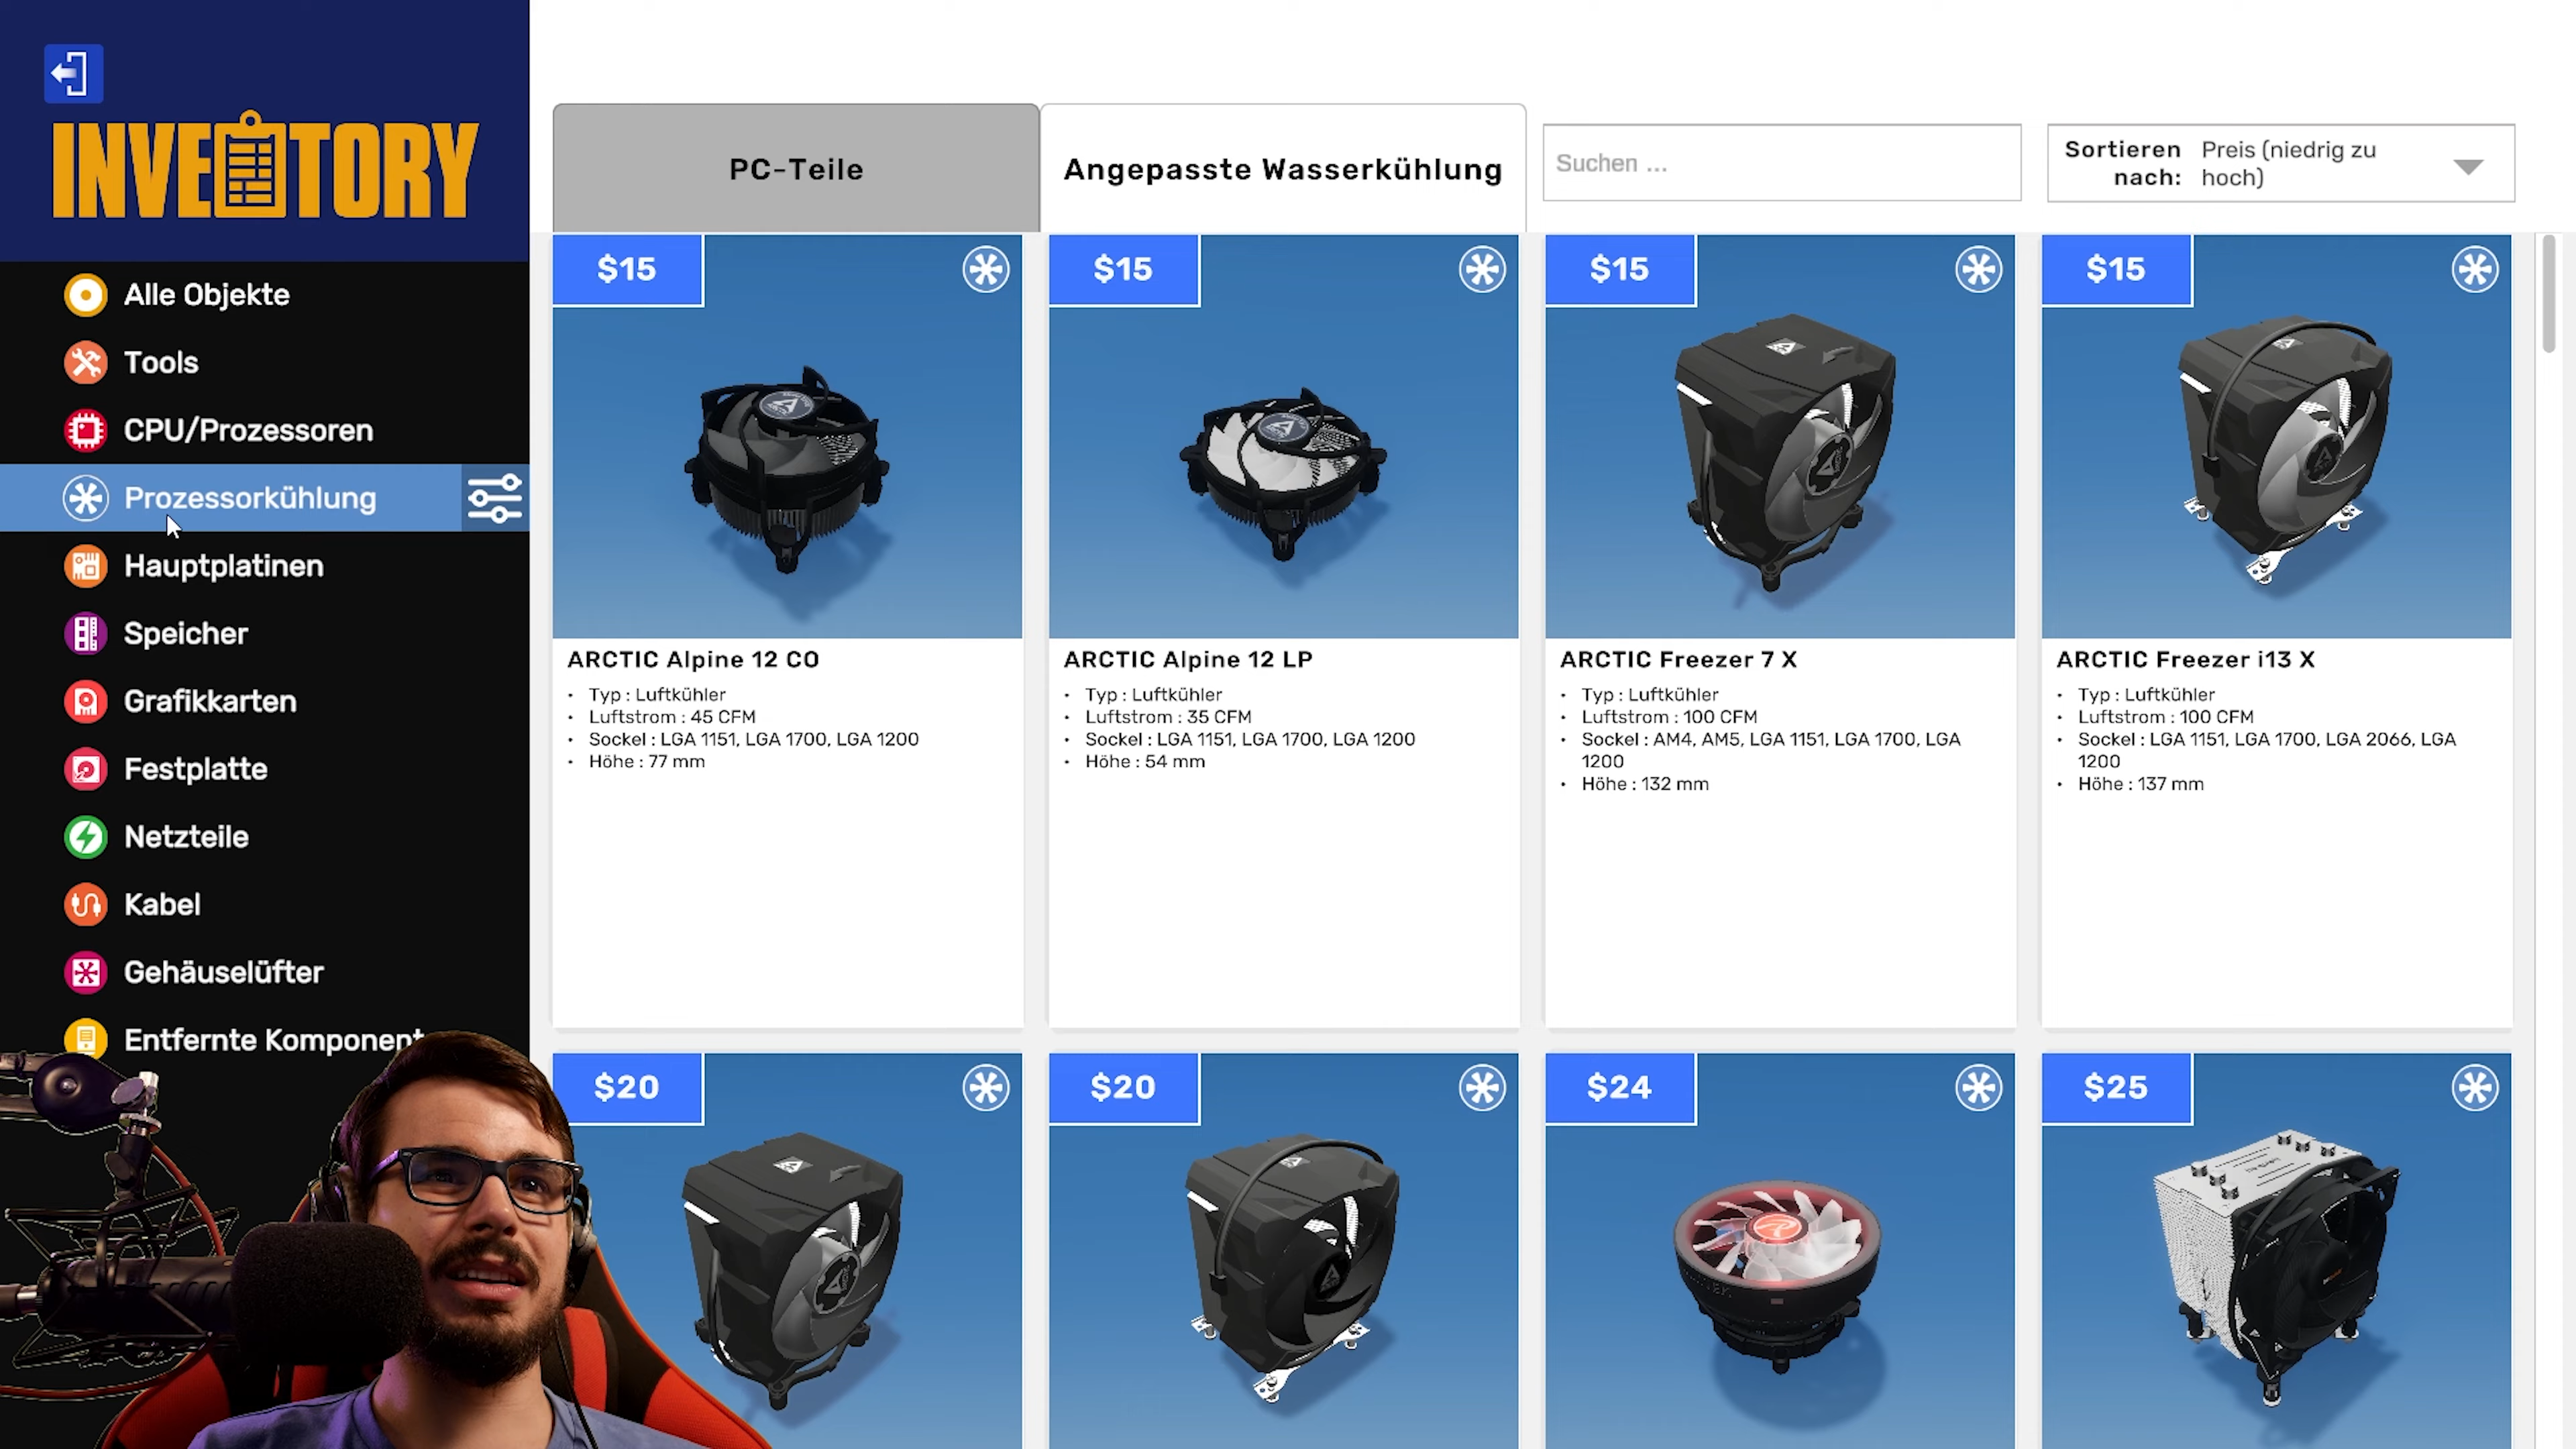 INVENTORY
Alle Objekte
Tools
CPU/Prozessoren
Prozessorkühlung
Hauptplatinen
Speicher
Grafikkarten
Festplatte
Netzteile
Kabel
Gehäuselüfter
Entfernte Komponent
PC-Teile
Angepasste Wasserkühlung
Suchen ...
Sortieren nach:
Preis (niedrig zu hoch)
$15
ARCTIC Alpine 12 CO
• Typ : Luftkühler
• Luftstrom : 45 CFM
• Sockel : LGA 1151, LGA 1700, LGA 1200
• Höhe : 77 mm
$15
ARCTIC Alpine 12 LP
• Typ : Luftkühler
• Luftstrom : 35 CFM
• Sockel : LGA 1151, LGA 1700, LGA 1200
• Höhe : 54 mm
$15
ARCTIC Freezer 7 X
• Typ : Luftkühler
• Luftstrom : 100 CFM
• Sockel : AM4, AM5, LGA 1151, LGA 1700, LGA
1200
• Höhe : 132 mm
$15
ARCTIC Freezer i13 X
• Typ : Luftkühler
• Luftstrom : 100 CFM
• Sockel : LGA 1151, LGA 1700, LGA 2066, LGA
1200
• Höhe : 137 mm
$20
$20
$24
$25